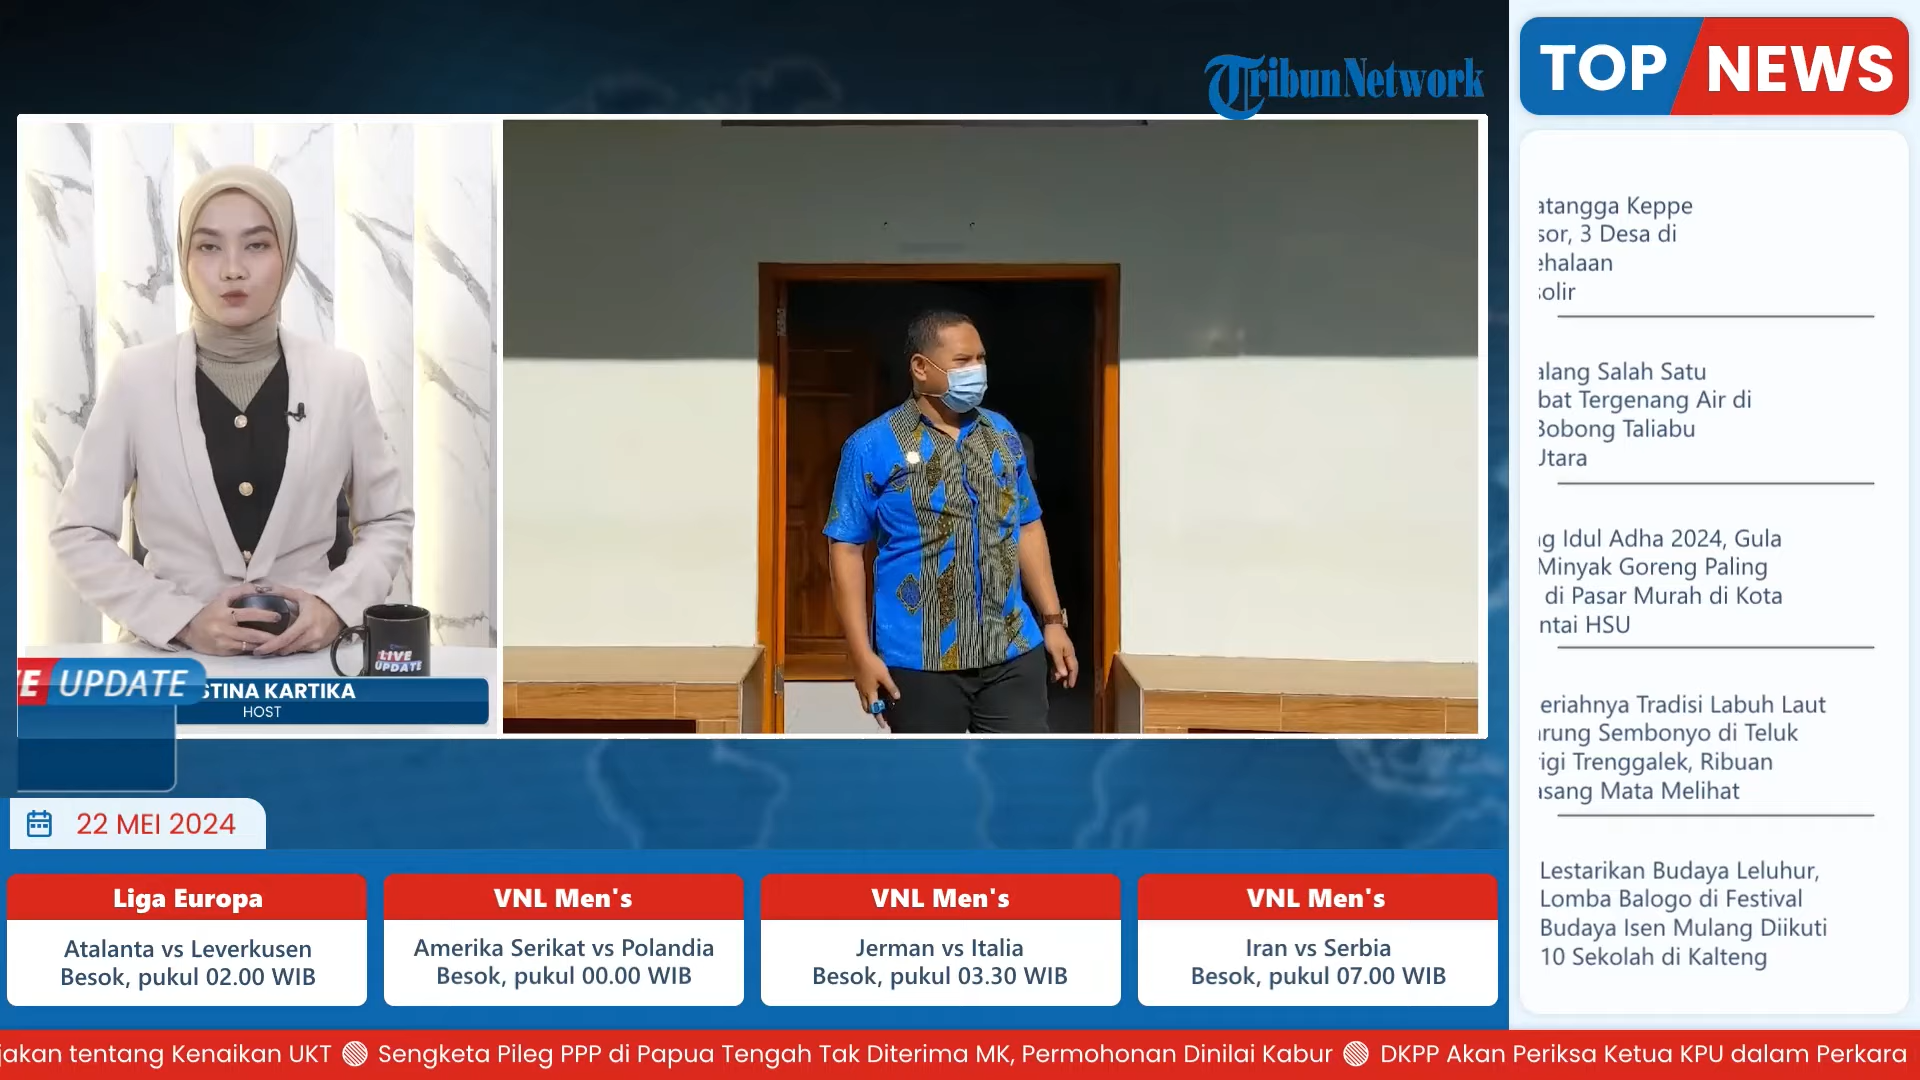 TribunNetwork
TOP NEWS
atangga Keppe
sor, 3 Desa di
ehalaan
solir
alang Salah Satu
bat Tergenang Air di
Bobong Taliabu
Utara
ng Idul Adha 2024, Gula
Minyak Goreng Paling
di Pasar Murah di Kota
ntai HSU
eriahnya Tradisi Labuh Laut
arung Sembonyo di Teluk
rigi Trenggalek, Ribuan
asang Mata Melihat
Lestarikan Budaya Leluhur,
Lomba Balogo di Festival
Budaya Isen Mulang Diikuti
10 Sekolah di Kalteng
LIVE
UPDATE
E UPDATE
STINA KARTIKA
HOST
22 MEI 2024
Liga Europa
Atalanta vs Leverkusen
Besok, pukul 02.00 WIB
VNL Men's
Amerika Serikat vs Polandia
Besok, pukul 00.00 WIB
VNL Men's
Jerman vs Italia
Besok, pukul 03.30 WIB
VNL Men's
Iran vs Serbia
Besok, pukul 07.00 WIB
jakan tentang Kenaikan UKT Sengketa Pileg PPP di Papua Tengah Tak Diterima MK, Permohonan Dinilai Kabur DKPP Akan Periksa Ketua KPU dalam Perkara